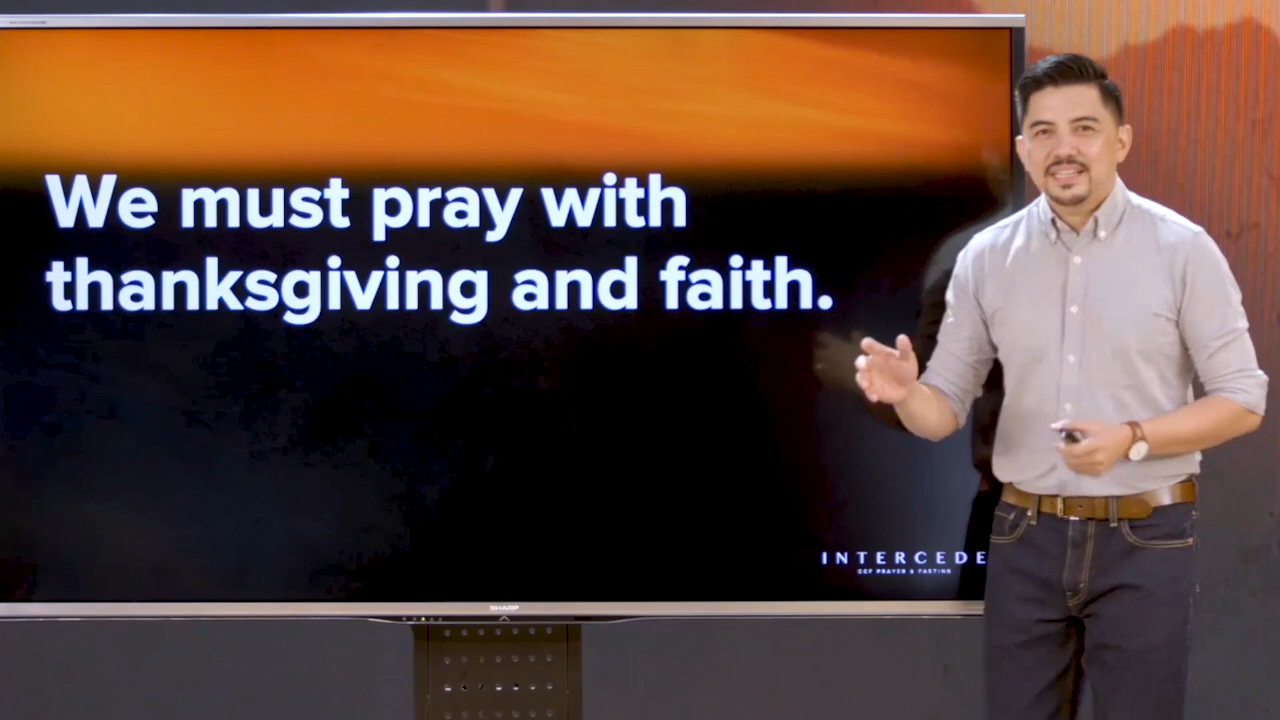 We must pray with
thanksgiving and faith.
INTERCEDE
CCF PRAYER & FASTING
SHARP